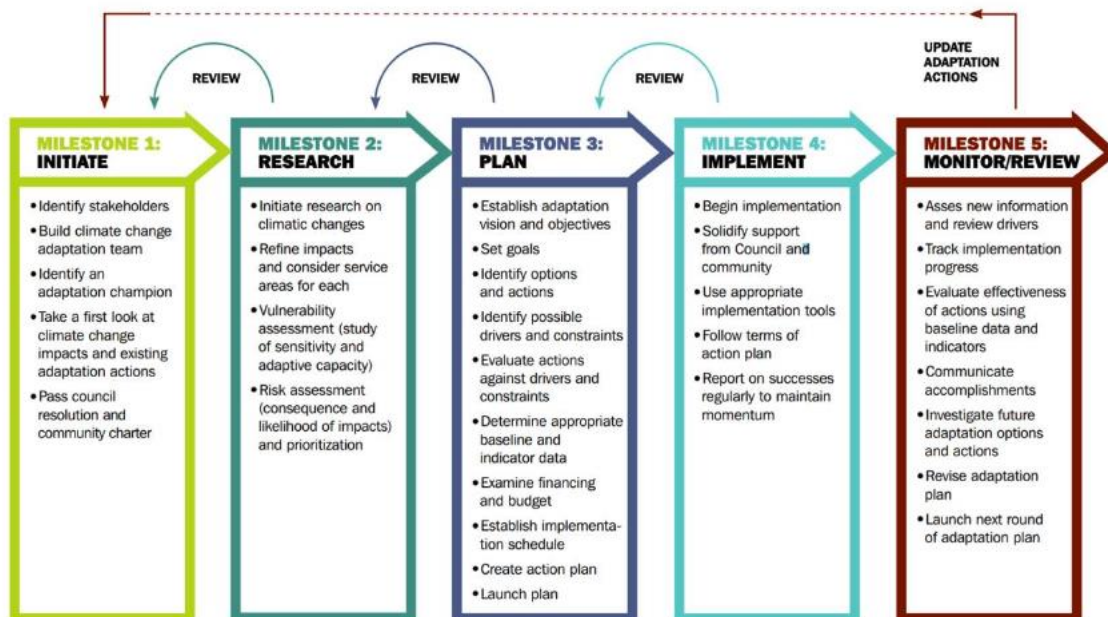 UPDATE
ADAPTATION
ACTIONS
REVIEW
REVIEW
REVIEW
MILESTONE 1:
INITIATE
• Identify stakeholders
• Build climate change
adaptation team
• Identify an
adaptation champion
• Take a first look at
climate change
impacts and existing
adaptation actions
• Pass council
resolution and
community charter
MILESTONE 2:
RESEARCH
• Initiate research on
climatic changes
• Refine impacts
and consider service
areas for each
• Vulnerability
assessment (study
of sensitivity and
adaptive capacity)
• Risk assessment
(consequence and
likelihood of impacts)
and prioritization
MILESTONE 3:
PLAN
• Establish adaptation
vision and objectives
• Set goals
• Identify options
and actions
• Identify possible
drivers and constraints
• Evaluate actions
against drivers and
constraints
• Determine appropriate
baseline and
indicator data
• Examine financing
and budget
• Establish implementa-
tion schedule
• Create action plan
• Launch plan
MILESTONE 4:
IMPLEMENT
• Begin implementation
• Solidify support
from Council and
community
• Use appropriate
implementation tools
• Follow terms of
action plan
• Report on successes
regularly to maintain
momentum
MILESTONE 5:
MONITOR/REVIEW
• Asses new information
and review drivers
• Track implementation
progress
• Evaluate effectiveness
of actions using
baseline data and
indicators
• Communicate
accomplishments
• Investigate future
adaptation options
and actions
• Revise adaptation
plan
• Launch next round
of adaptation plan